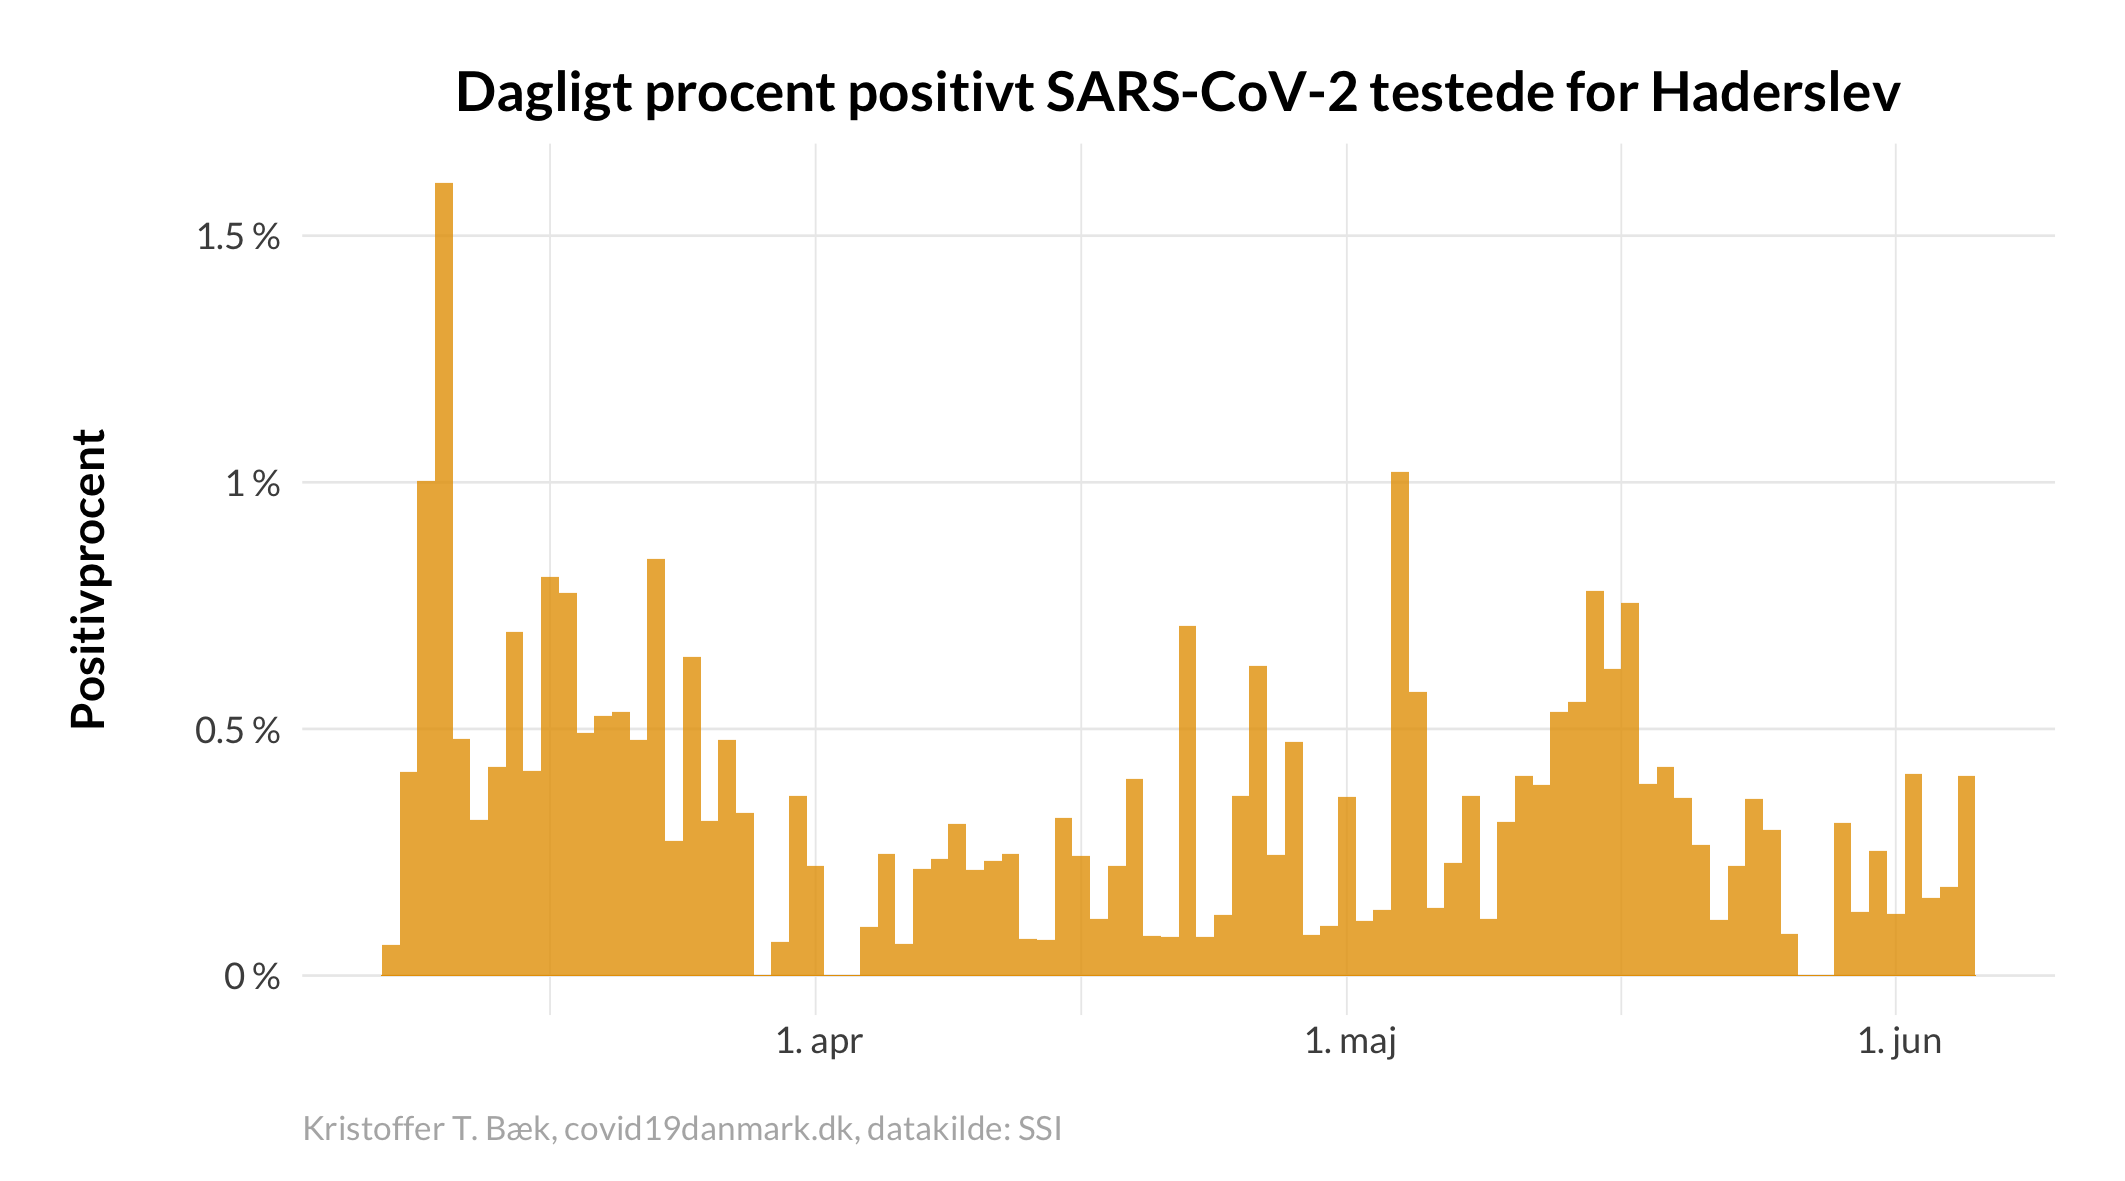 Dagligt procent positivt SARS-CoV-2 testede for Haderslev
Positivprocent
1.5 %
1 %
0.5 %
0 %
1. apr
1. maj
1. jun
Kristoffer T. Bæk, covid19danmark.dk, datakilde: SSI